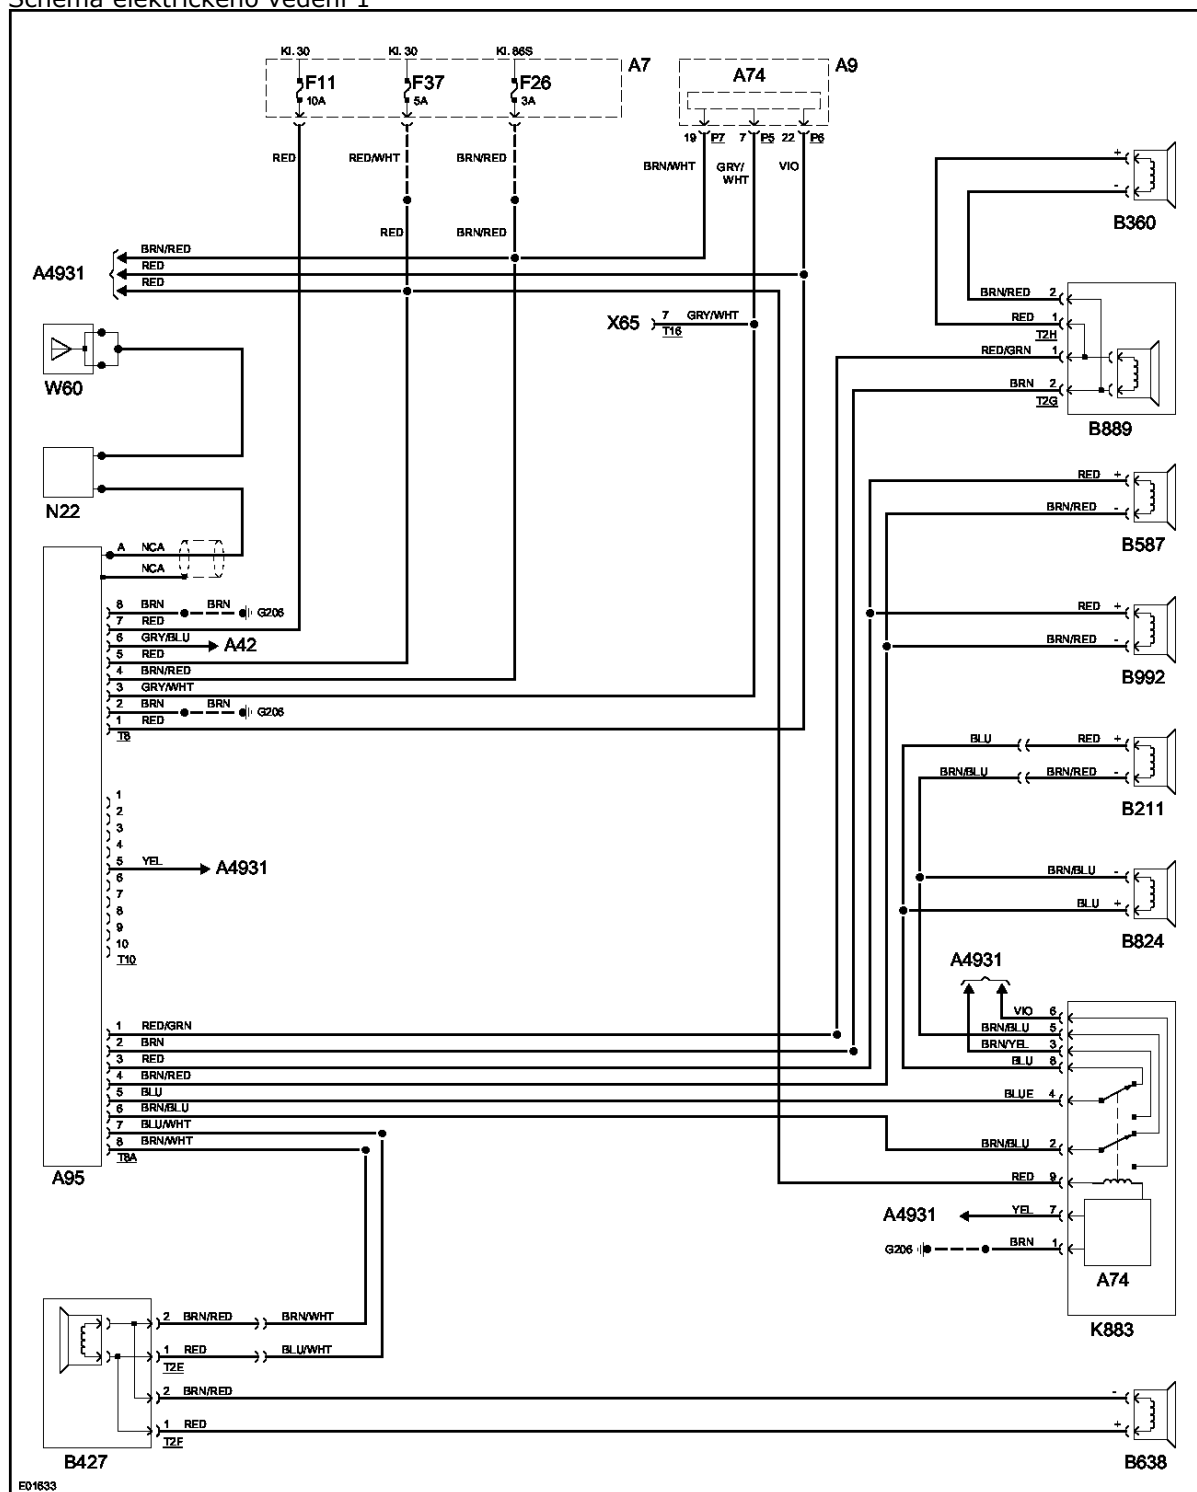 Schéma elektrického vedení 1
Kl. 30 Kl. 30 Kl. 86S
A7
F11 F37 F26
10A 5A 3A
A9
A74
19 P7 7 P5 22 P6
RED RED/WHT BRN/RED
BRN/WHT GRY/ WHT VIO
RED BRN/RED
+
-
B360
A4931
BRN/RED
RED
RED
X65 7 GRY/WHT
T16
W60
BRN/RED 2
RED 1
T2H
RED/GRN 1
BRN 2
T2G
B889
N22
RED +
BRN/RED -
B587
A NCA
NCA
8 BRN BRN G206
7 RED
6 GRY/BLU A42
5 RED
4 BRN/RED
3 GRY/WHT
2 BRN BRN G206
1 RED
T8
RED +
BRN/RED -
B992
BLU RED +
BRN/BLU BRN/RED -
B211
1
2
3
4
5 YEL A4931
6
7
8
9
10
T10
BRN/BLU -
BLU +
B824
A4931
VIO 6
BRN/BLU 5
BRN/YEL 3
BLU 8
BLUE 4
BRN/BLU 2
RED 9
A4931 YEL 7
G206 BRN 1
A74
K883
1 RED/GRN
2 BRN
3 RED
4 BRN/RED
5 BLU
6 BRN/BLU
7 BLU/WHT
8 BRN/WHT
T8A
A95
2 BRN/RED BRN/WHT
1 RED BLU/WHT
T2E
2 BRN/RED -
1 RED +
T2F
B427
B638
E01633